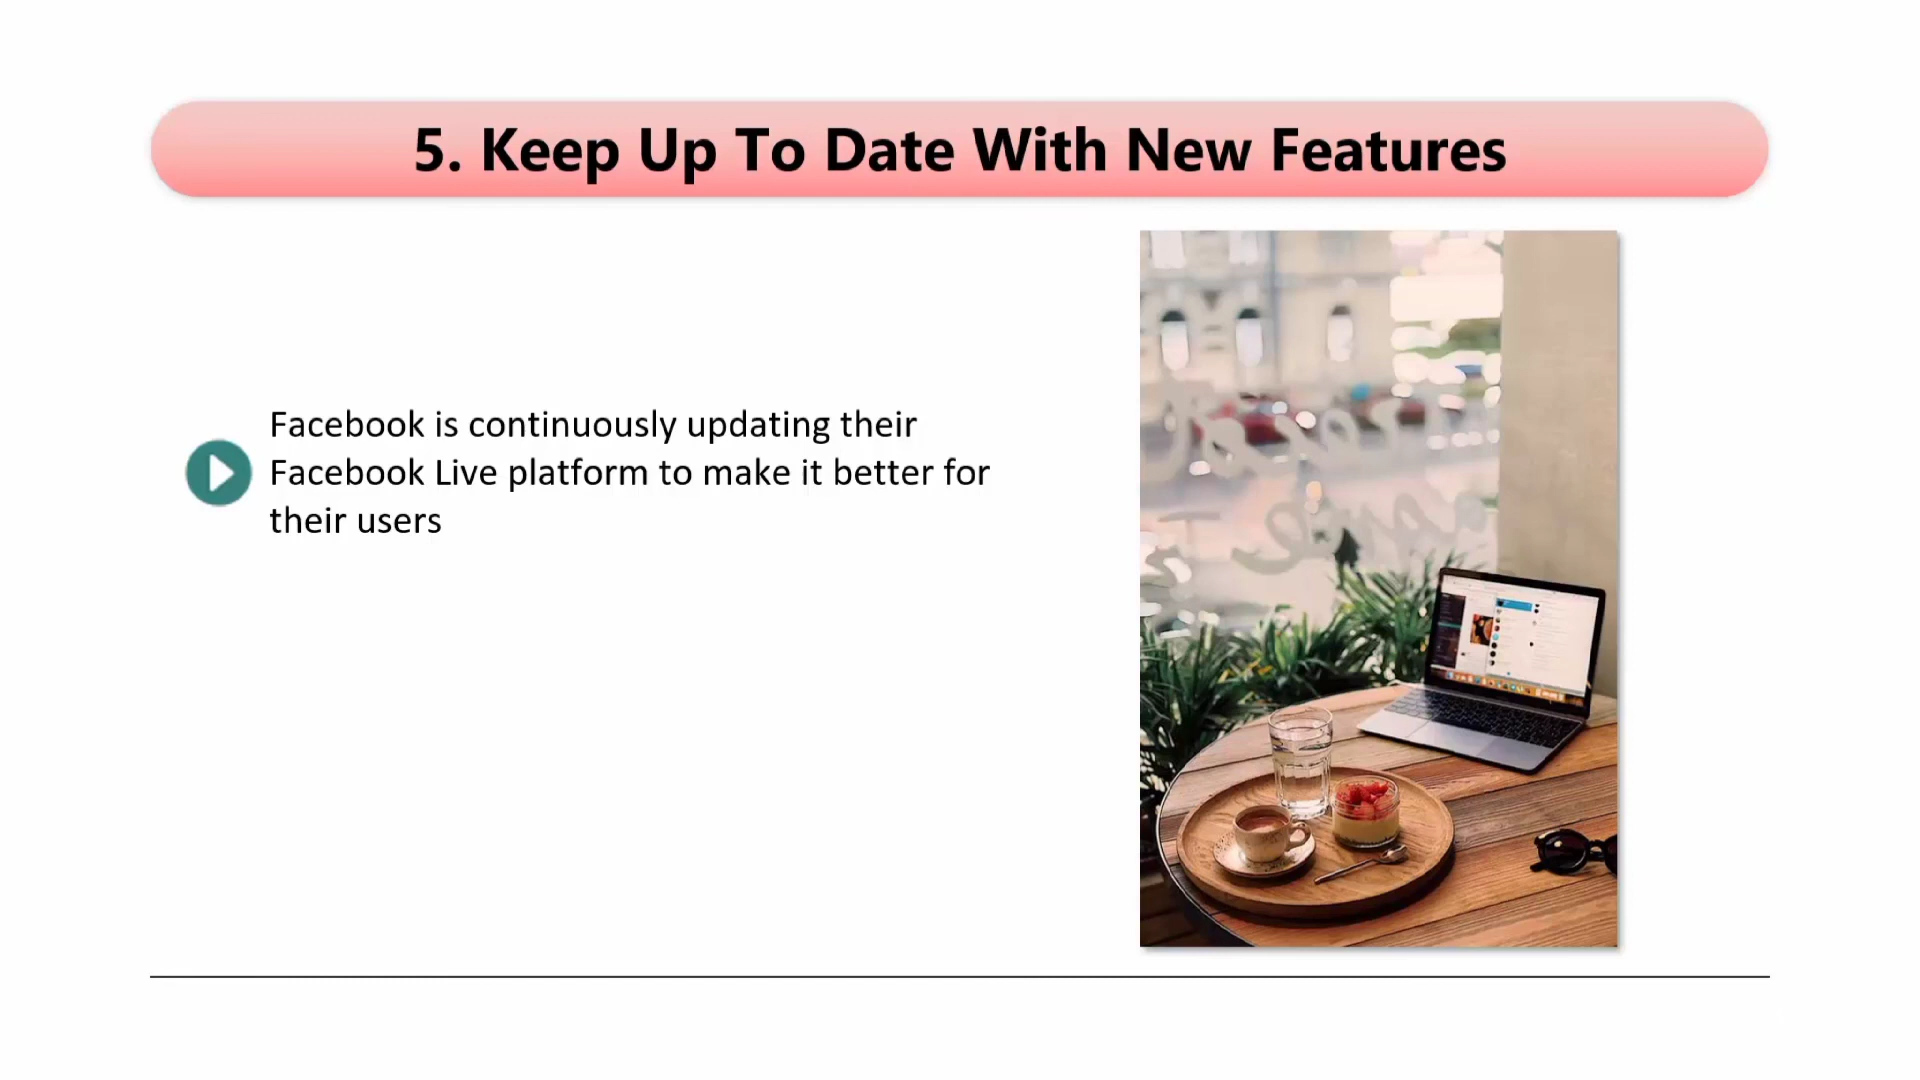 5. Keep Up To Date With New Features
Facebook is continuously updating their
Facebook Live platform to make it better for
their users